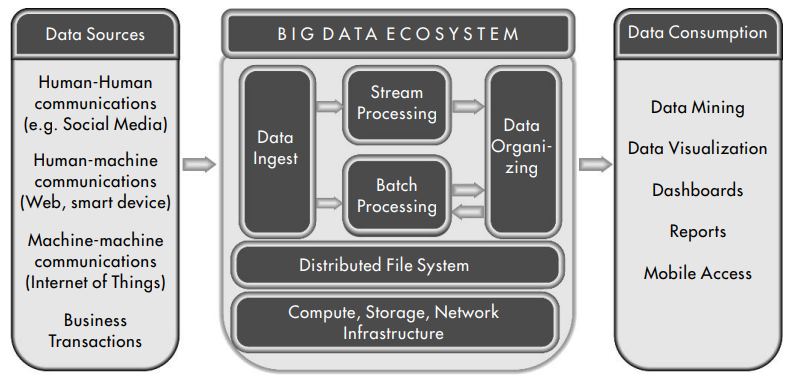 Data Sources
Human-Human
communications
(e.g. Social Media)
Human-machine
communications
(Web, smart device)
Machine-machine
communications
(Internet of Things)
Business
Transactions
BIG DATA ECOSYSTEM
Data
Ingest
Stream
Processing
Batch
Processing
Data
Organi-
zing
Distributed File System
Compute, Storage, Network
Infrastructure
Data Consumption
Data Mining
Data Visualization
Dashboards
Reports
Mobile Access